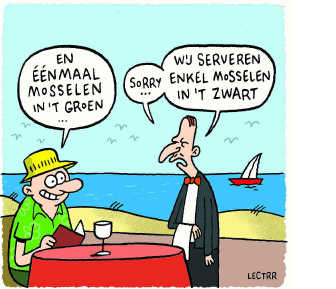 EN
ÉÉNMAAL
MOSSELEN
IN 'T GROEN
...
SORRY
...
WIJ SERVEREN
ENKEL MOSSELEN
IN 'T ZWART
LECTRR